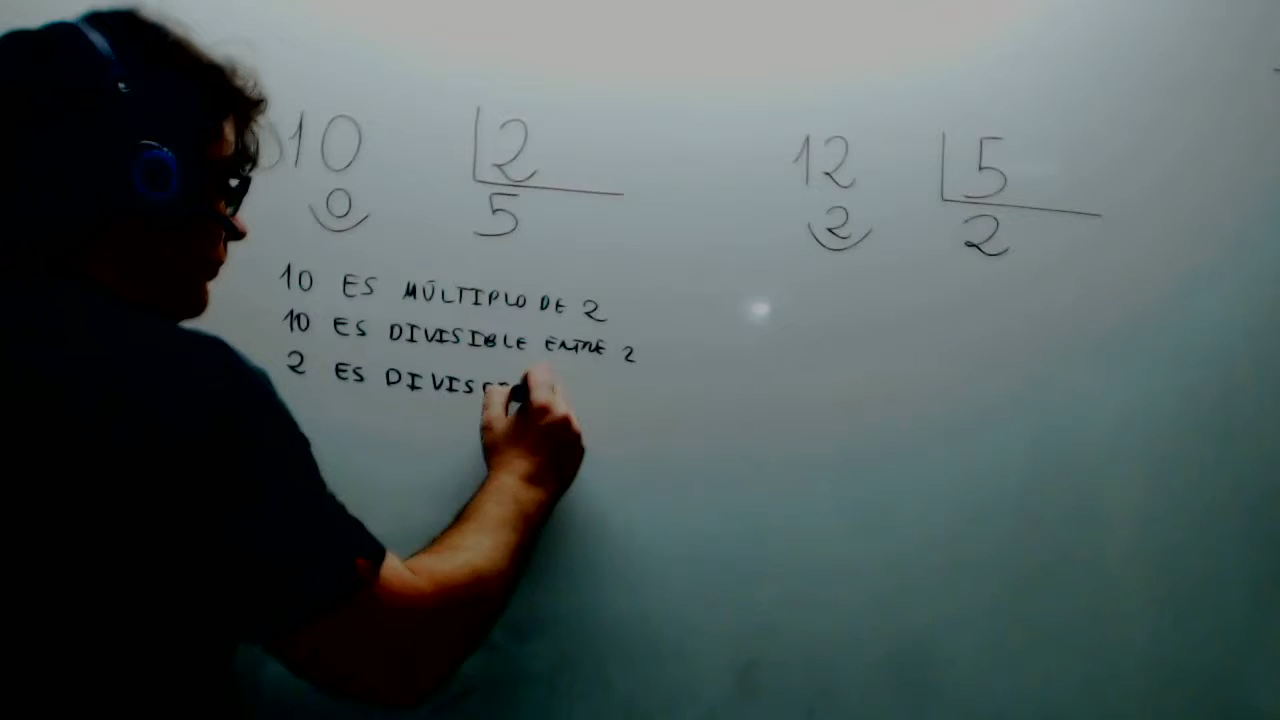 10 2 12 5
0 5 2 2
10 ES MÚLTIPLO DE 2
10 ES DIVISIBLE ENTRE 2
2 ES